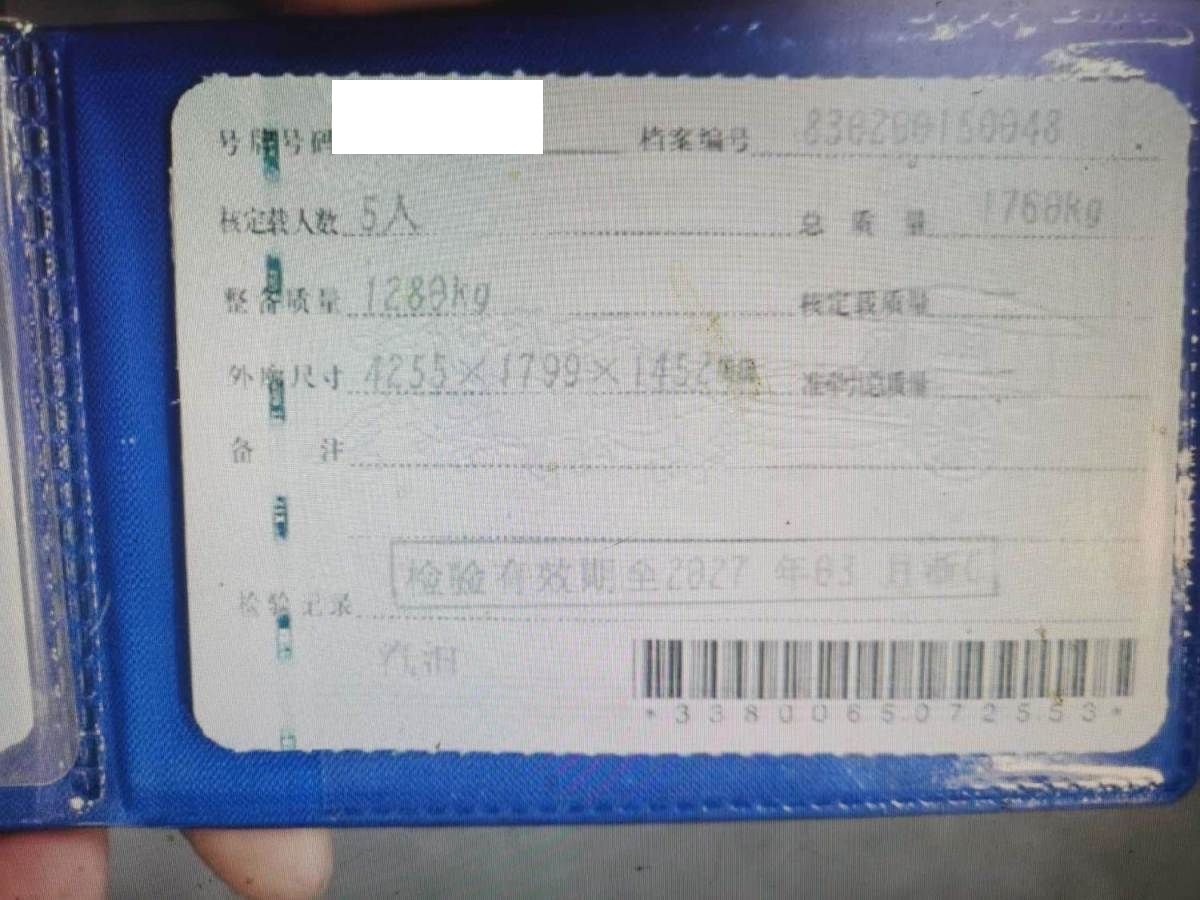 号牌号码 档案编号 830200150048
核定载人数 5人 总质量 1760kg
整备质量 1280kg 核定载质量 --
外廓尺寸 4255×1799×1452mm 准牵引总质量 --
备注
检验记录 检验有效期至2027年03月
汽油
*3380065072553*